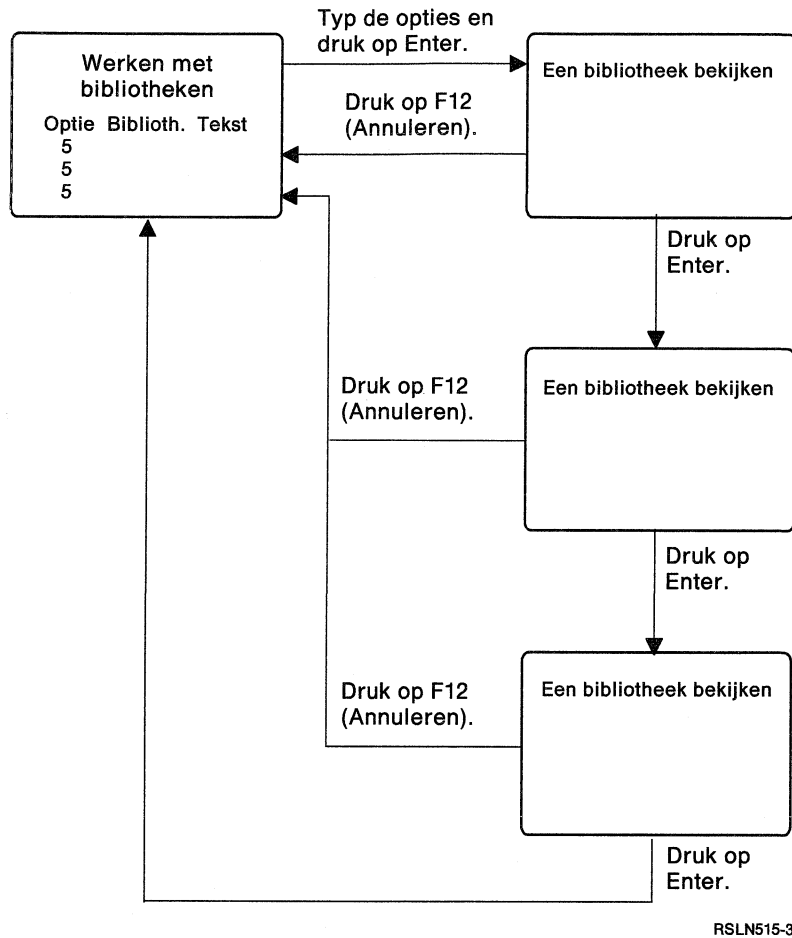 Typ de opties en
druk op Enter.
Werken met
bibliotheken
Optie Biblioth. Tekst
5
5
5
Een bibliotheek bekijken
Druk op F12
(Annuleren).
Druk op
Enter.
Druk op F12
(Annuleren).
Een bibliotheek bekijken
Druk op
Enter.
Druk op F12
(Annuleren).
Een bibliotheek bekijken
Druk op
Enter.
RSLN515-3